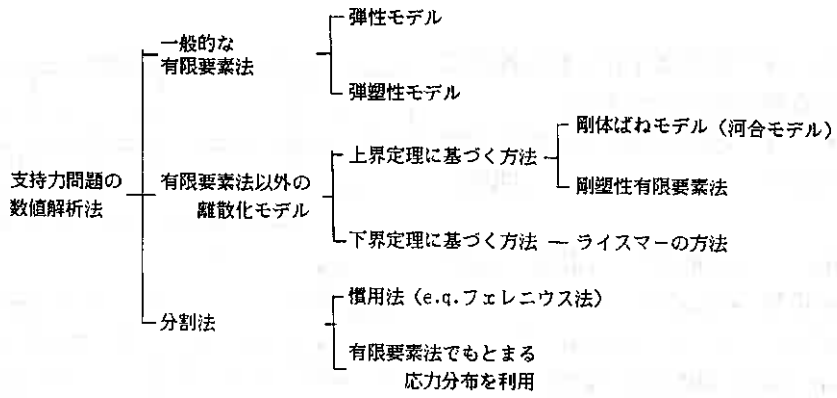 支持力問題の
数値解析法
一般的な
有限要素法
弾性モデル
弾塑性モデル
有限要素法以外の
離散化モデル
上界定理に基づく方法
剛体ばねモデル(河合モデル)
剛塑性有限要素法
下界定理に基づく方法
ライスマーの方法
分割法
慣用法(e.q.フェレニウス法)
有限要素法でもとまる
応力分布を利用